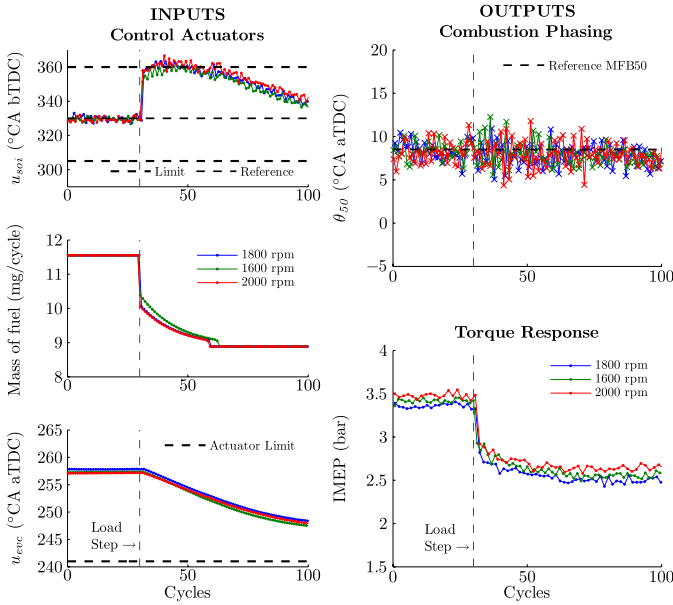 INPUTS
Control Actuators
u_soi (°CA bTDC)
360
340
320
300
0
50
100
Limit
Reference
Mass of fuel (mg/cycle)
12
11
10
9
8
0
50
100
1800 rpm
1600 rpm
2000 rpm
u_evc (°CA aTDC)
265
260
255
250
245
240
0
50
100
Actuator Limit
Load
Step →
Cycles
OUTPUTS
Combustion Phasing
θ_50 (°CA aTDC)
20
15
10
5
0
−5
0
50
100
Reference MFB50
Torque Response
IMEP (bar)
4
3.5
3
2.5
2
1.5
0
50
100
1800 rpm
1600 rpm
2000 rpm
Load
Step →
Cycles